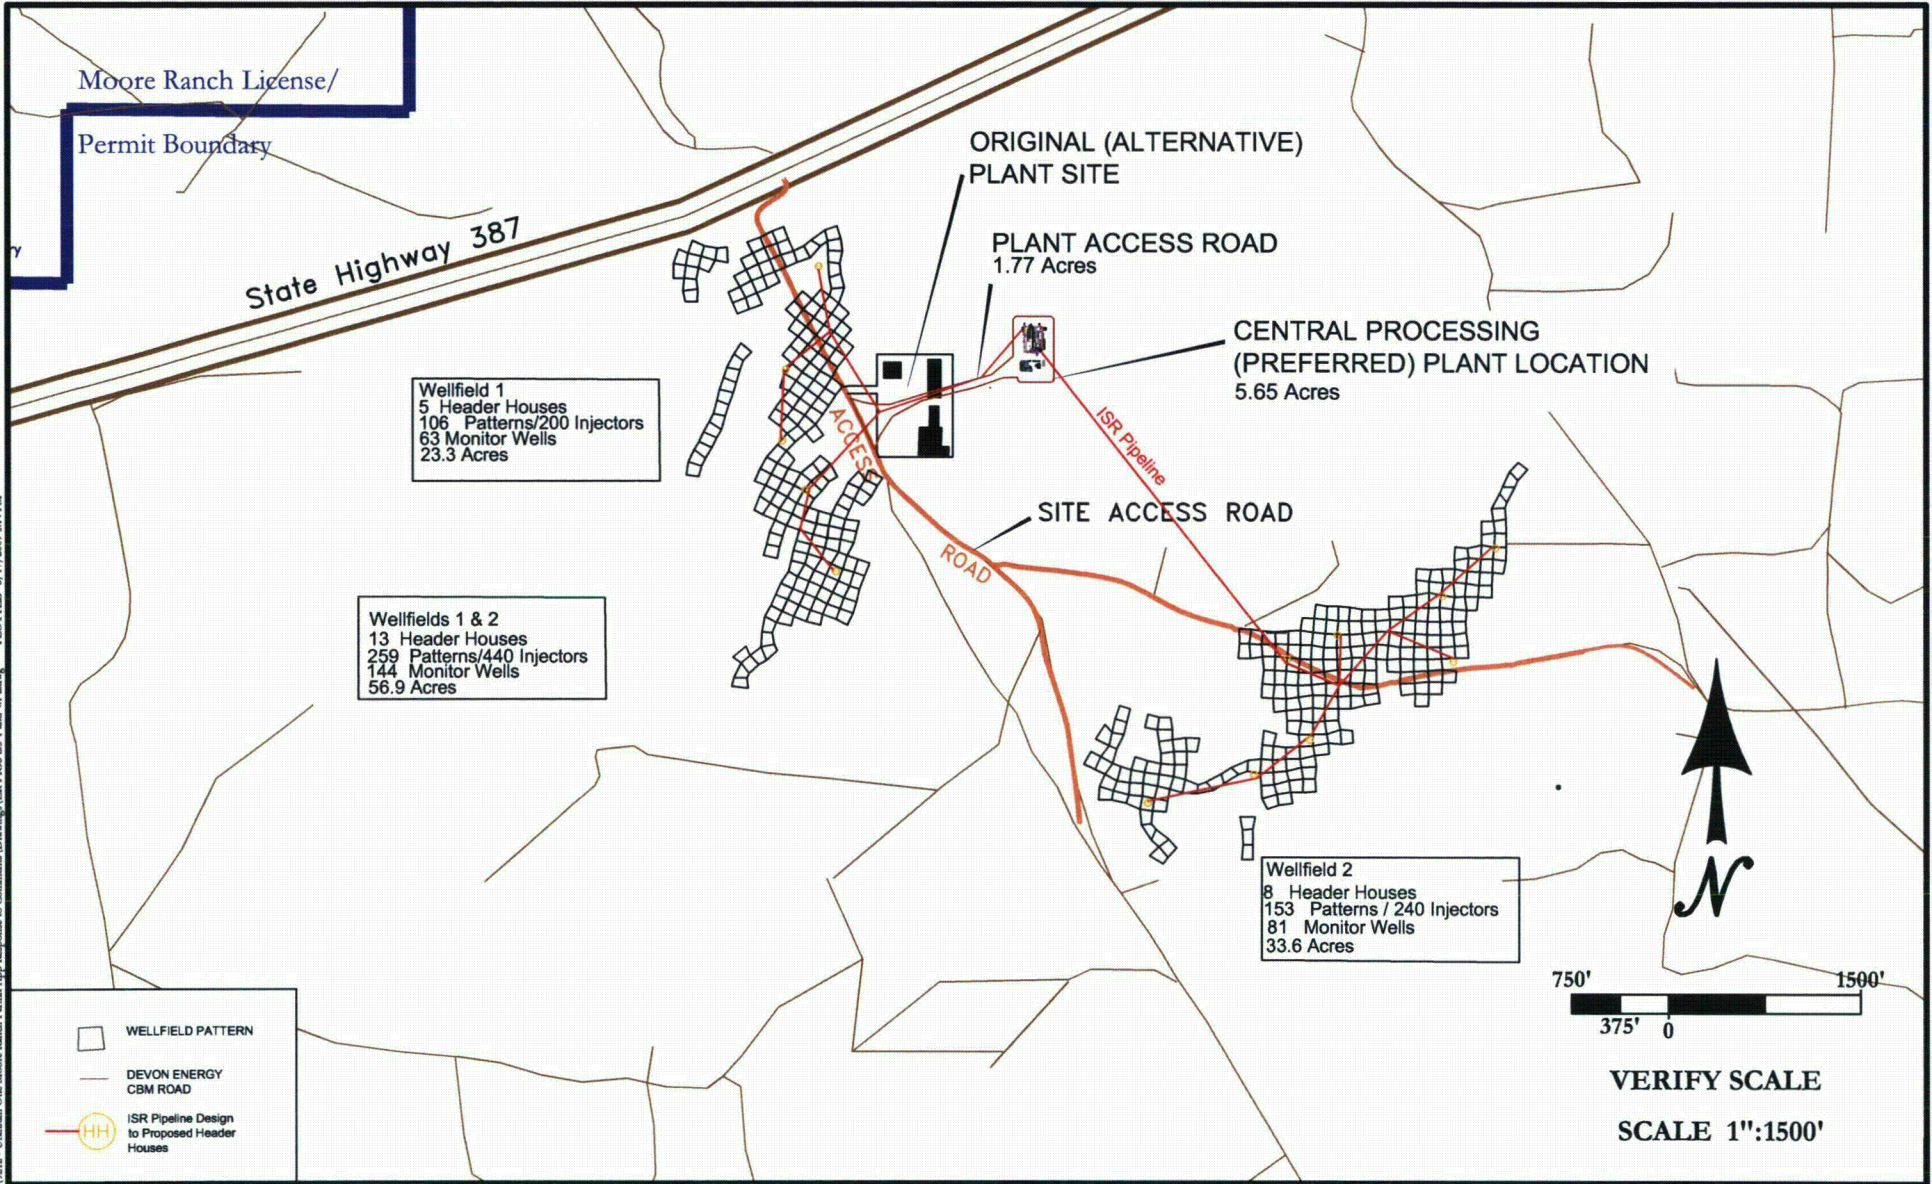 Moore Ranch License/
Permit Boundary
ry
State Highway 387
ORIGINAL (ALTERNATIVE)
PLANT SITE
PLANT ACCESS ROAD
1.77 Acres
CENTRAL PROCESSING
(PREFERRED) PLANT LOCATION
5.65 Acres
Wellfield 1
5 Header Houses
106 Patterns/200 Injectors
63 Monitor Wells
23.3 Acres
ACCESS
ISR Pipeline
SITE ACCESS ROAD
ROAD
Wellfields 1 & 2
13 Header Houses
259 Patterns/440 Injectors
144 Monitor Wells
56.9 Acres
Wellfield 2
8 Header Houses
153 Patterns / 240 Injectors
81 Monitor Wells
33.6 Acres
N
750' 1500'
375' 0
VERIFY SCALE
SCALE 1":1500'
WELLFIELD PATTERN
DEVON ENERGY
CBM ROAD
HH
ISR Pipeline Design
to Proposed Header
Houses